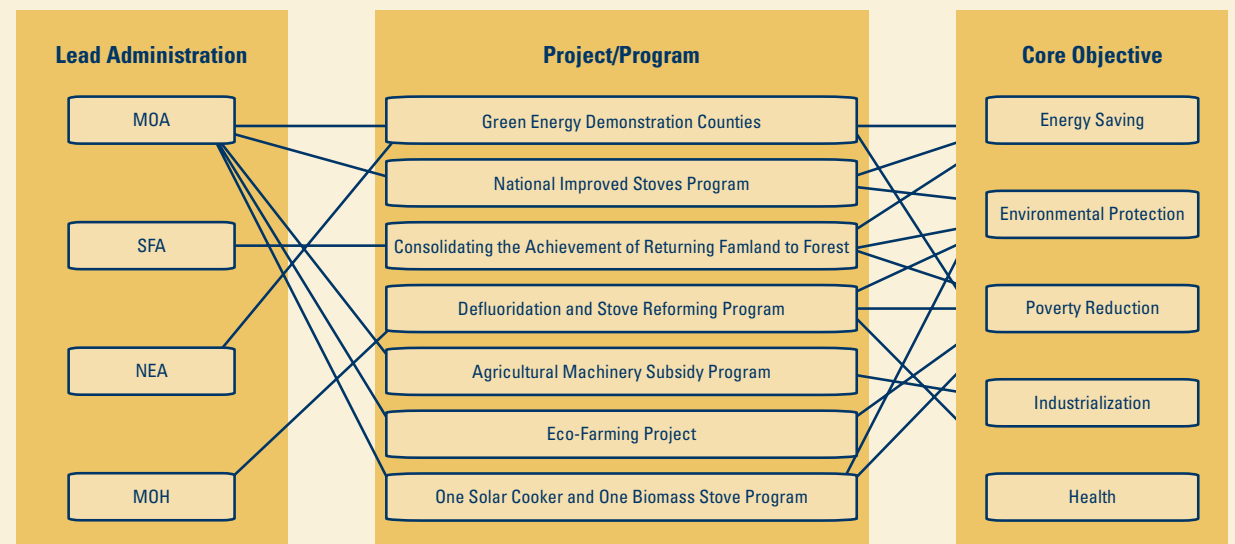 Lead Administration
MOA
SFA
NEA
MOH
Project/Program
Green Energy Demonstration Counties
National Improved Stoves Program
Consolidating the Achievement of Returning Famland to Forest
Defluoridation and Stove Reforming Program
Agricultural Machinery Subsidy Program
Eco-Farming Project
One Solar Cooker and One Biomass Stove Program
Core Objective
Energy Saving
Environmental Protection
Poverty Reduction
Industrialization
Health